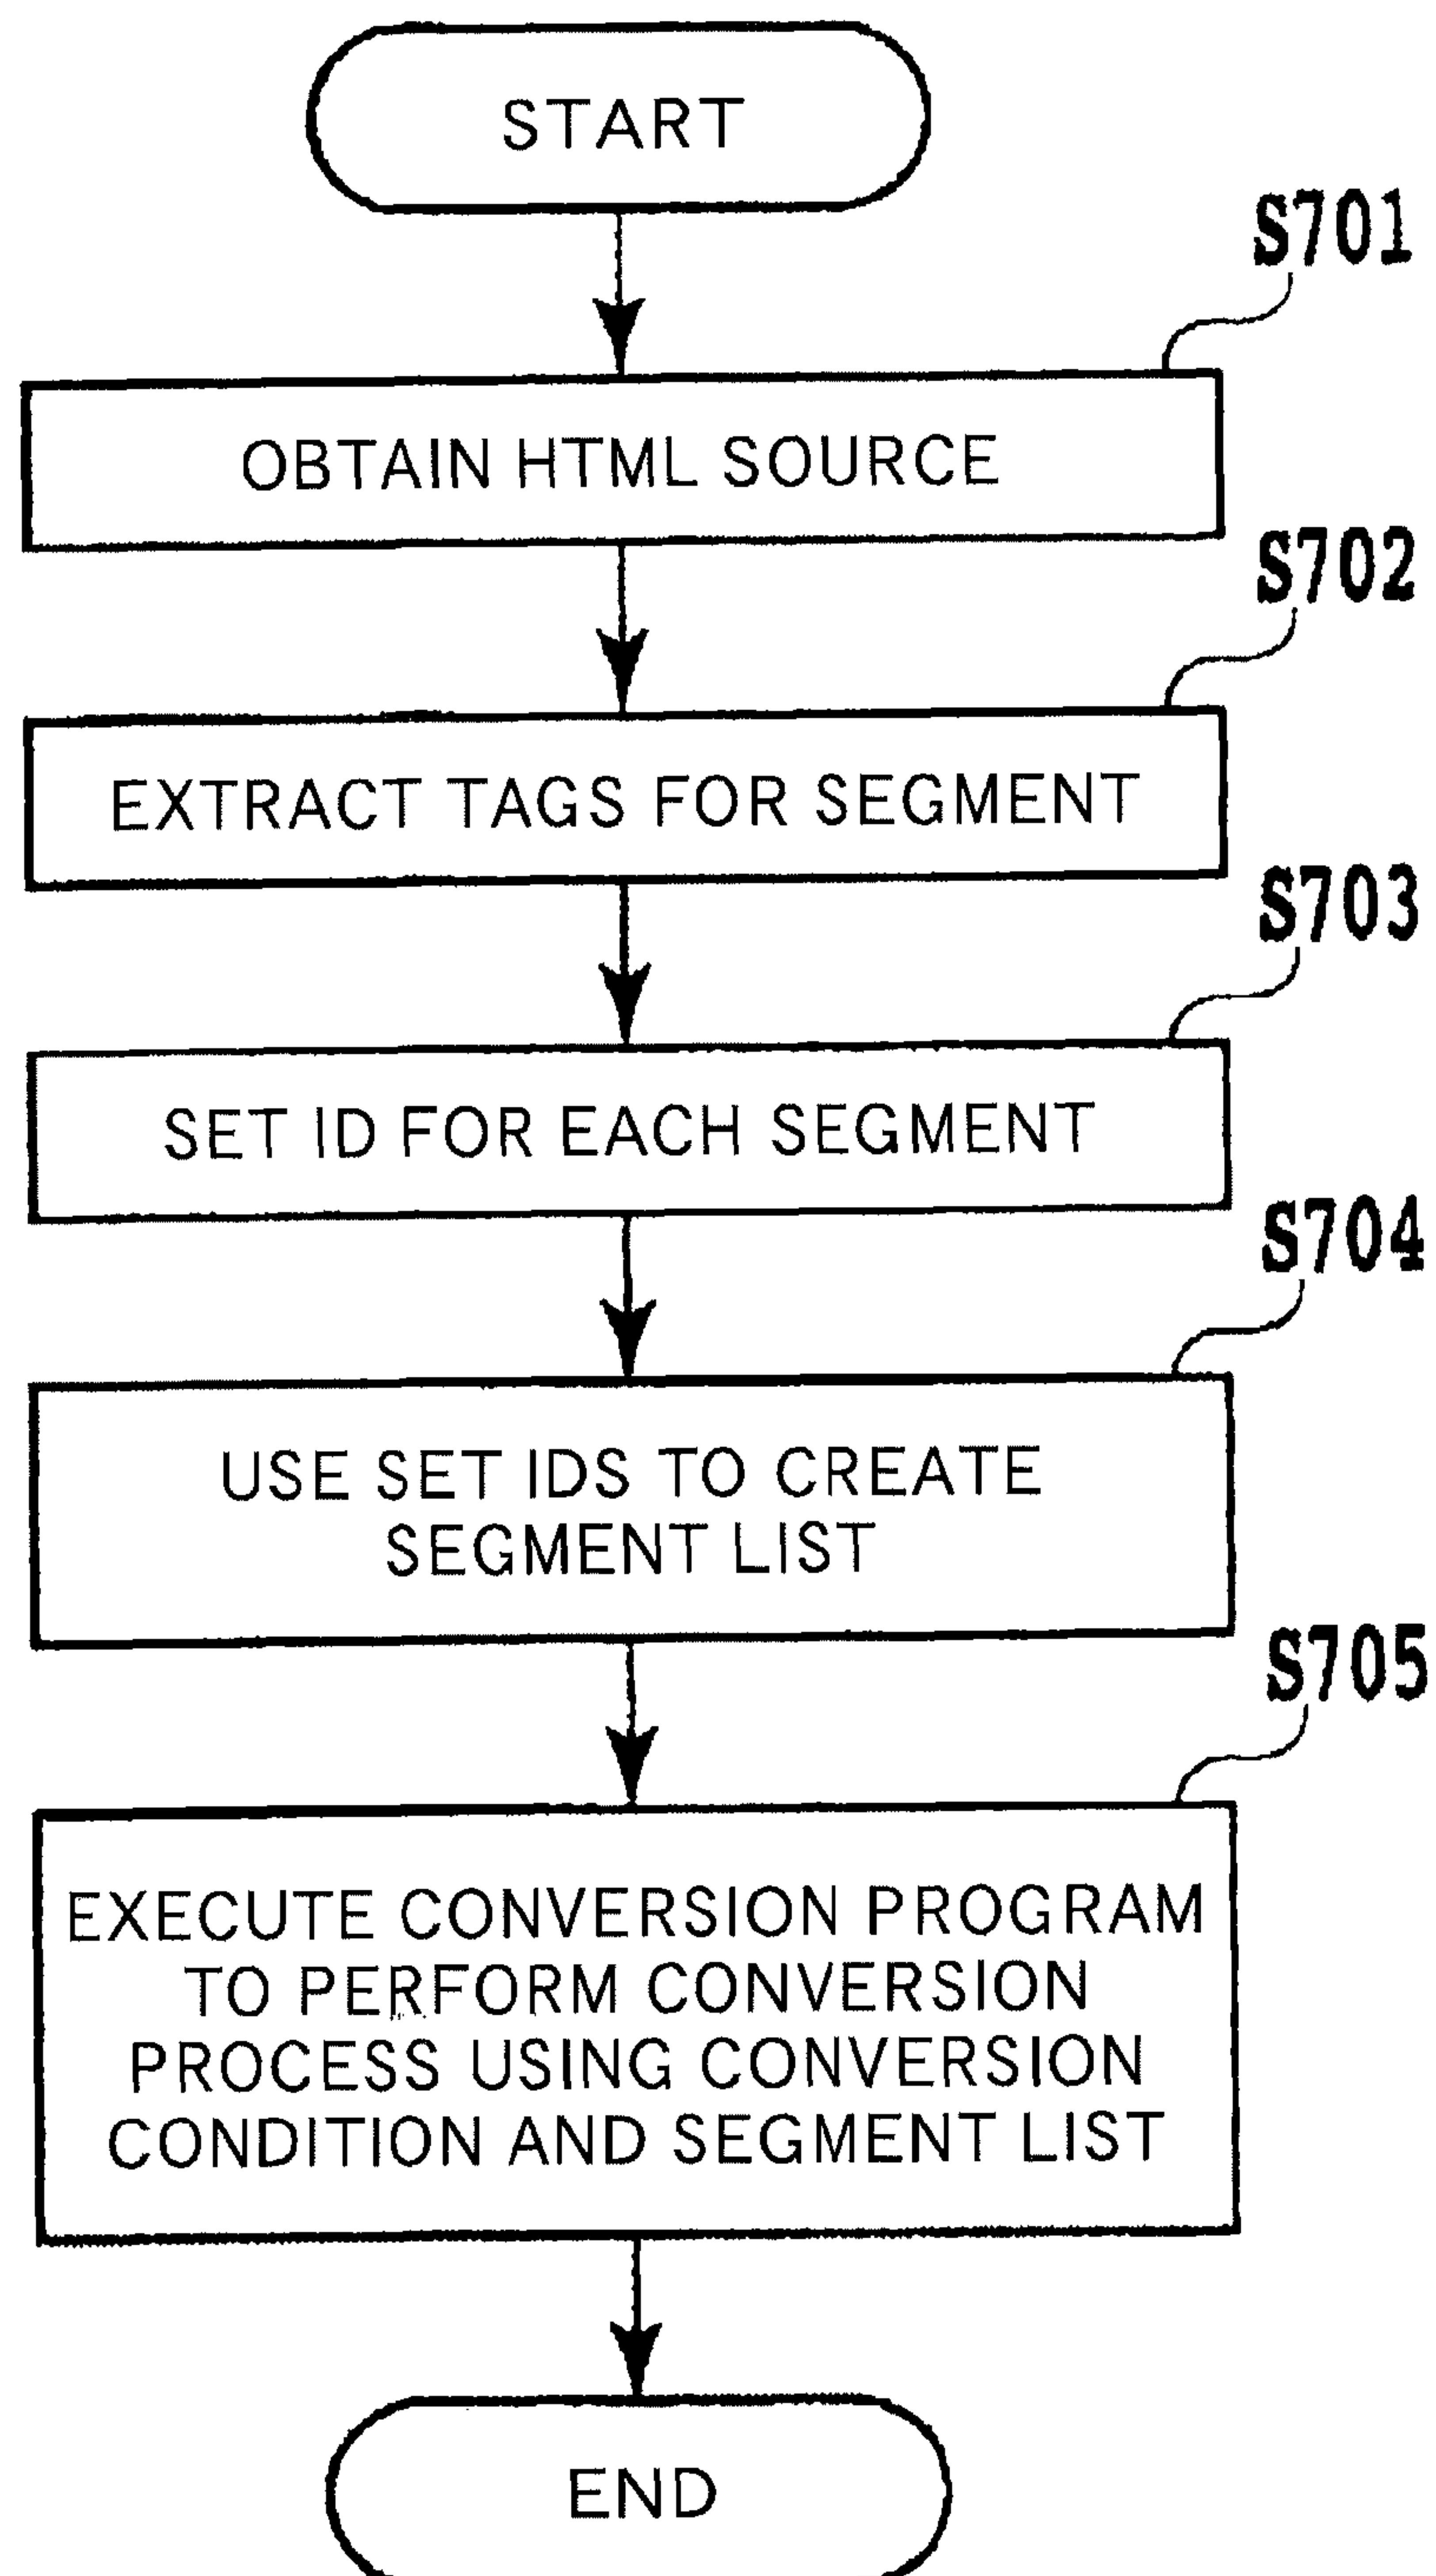 START
S701
OBTAIN HTML SOURCE
S702
EXTRACT TAGS FOR SEGMENT
S703
SET ID FOR EACH SEGMENT
S704
USE SET IDS TO CREATE
SEGMENT LIST
S705
EXECUTE CONVERSION PROGRAM
TO PERFORM CONVERSION
PROCESS USING CONVERSION
CONDITION AND SEGMENT LIST
END